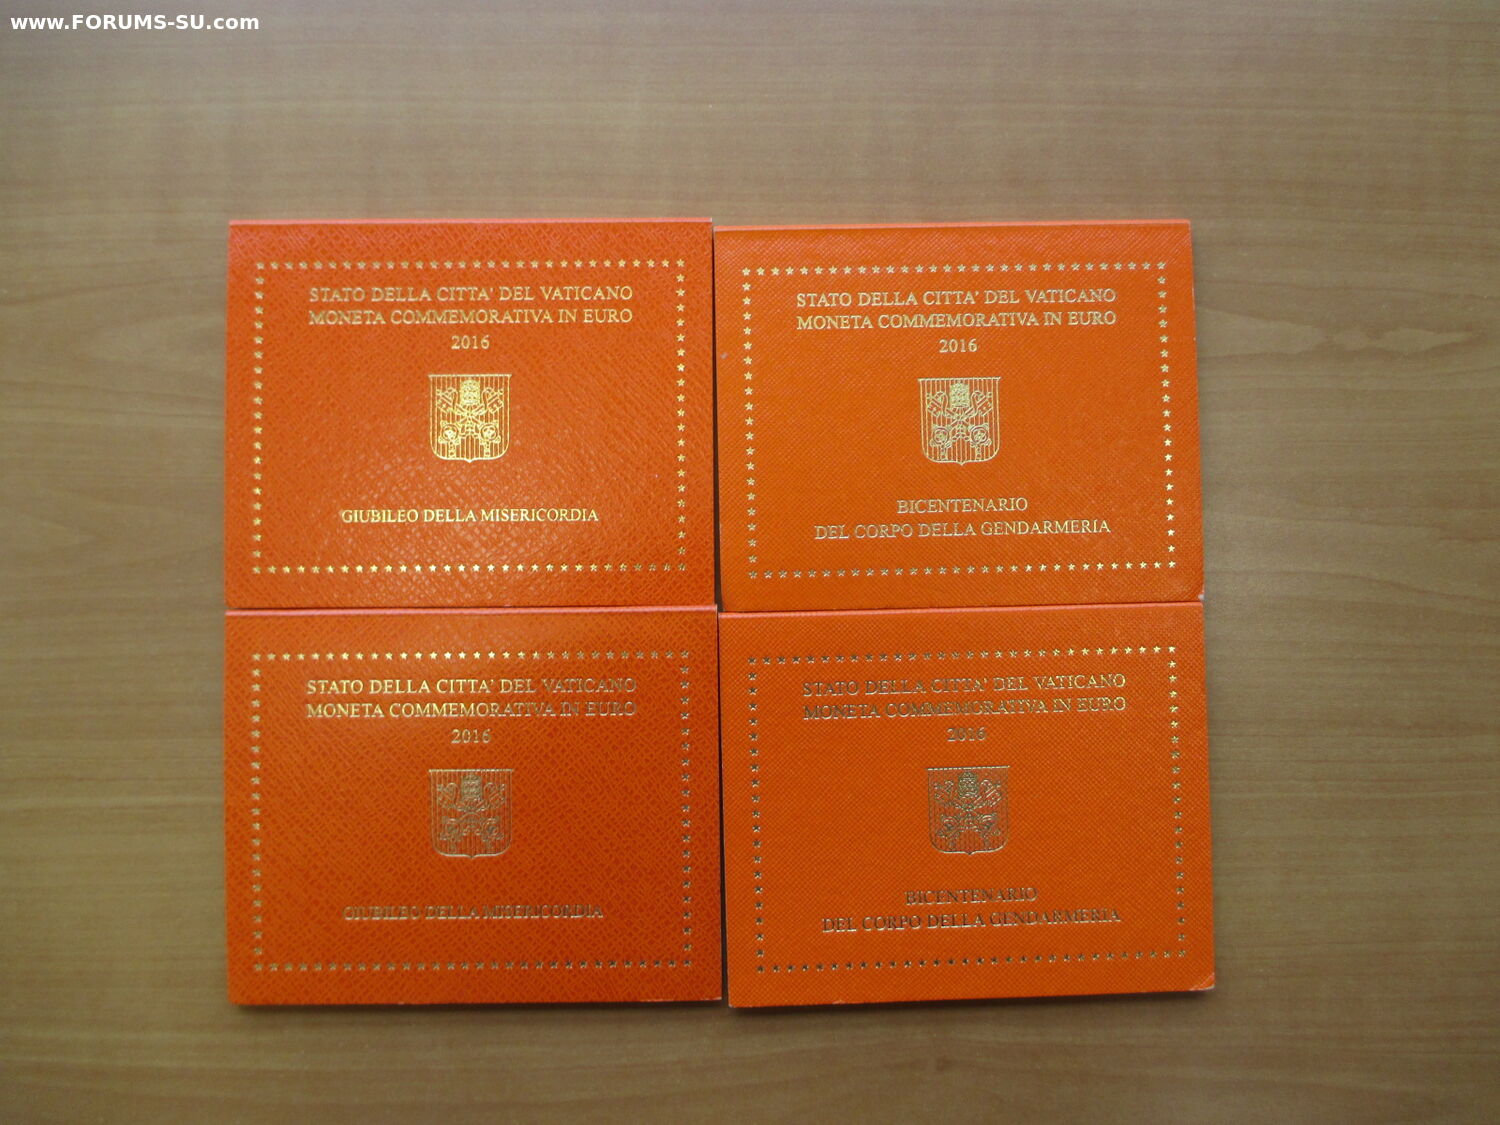 www.FORUMS-SU.com
STATO DELLA CITTA' DEL VATICANO
MONETA COMMEMORATIVA IN EURO
2016
GIUBILEO DELLA MISERICORDIA
STATO DELLA CITTA' DEL VATICANO
MONETA COMMEMORATIVA IN EURO
2016
BICENTENARIO
DEL CORPO DELLA GENDARMERIA
STATO DELLA CITTA' DEL VATICANO
MONETA COMMEMORATIVA IN EURO
2016
GIUBILEO DELLA MISERICORDIA
STATO DELLA CITTA' DEL VATICANO
MONETA COMMEMORATIVA IN EURO
2016
BICENTENARIO
DEL CORPO DELLA GENDARMERIA